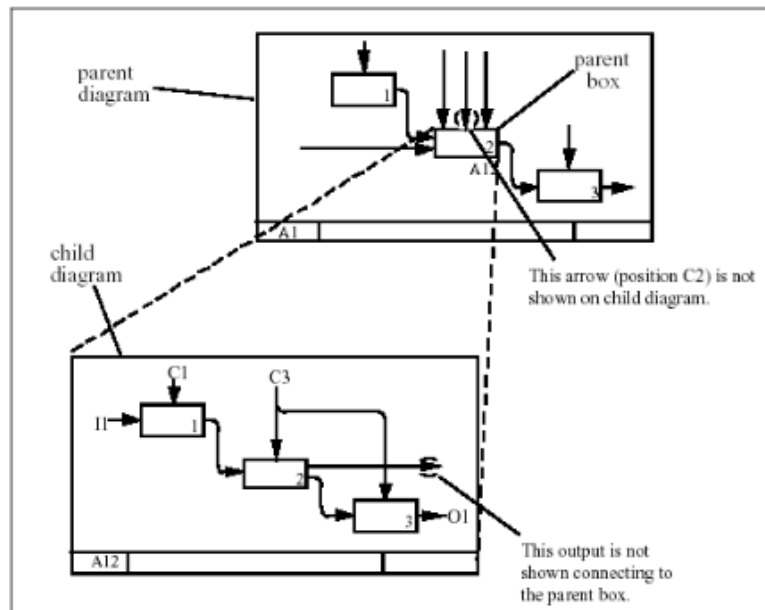 parent
diagram
parent
box
1
2
A12
3
A1
This arrow (position C2) is not
shown on child diagram.
child
diagram
C1
C3
I1
1
2
3
O1
A12
This output is not
shown connecting to
the parent box.